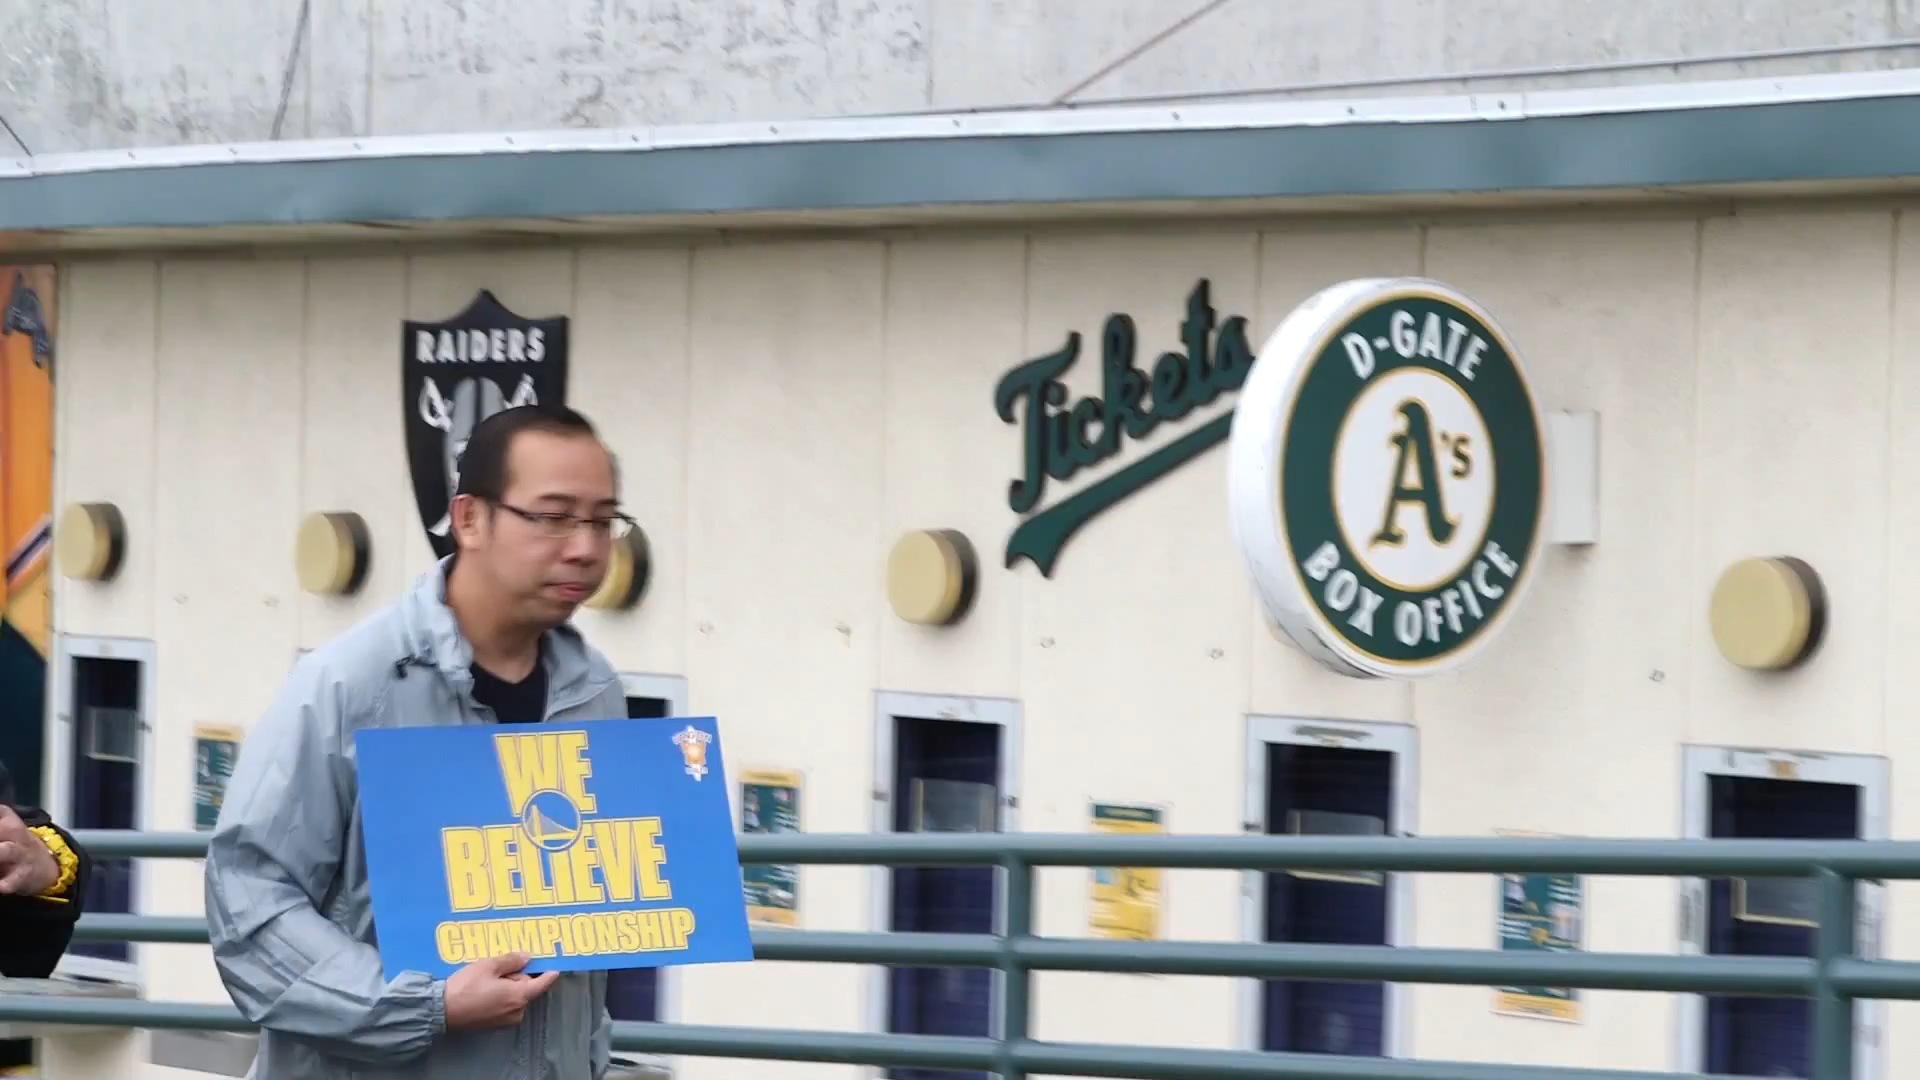 RAIDERS
Tickets
D-GATE
A's
BOX OFFICE
WE
BELIEVE
CHAMPIONSHIP